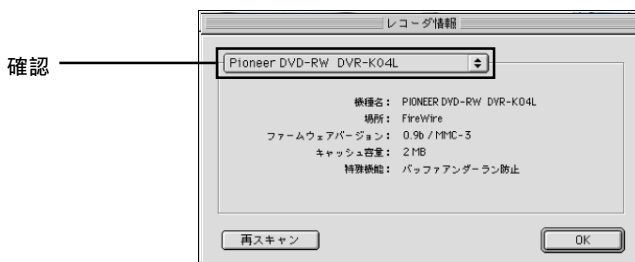 レコーダ情報
確認
Pioneer DVD-RW DVR-K04L
機種名： PIONEER DVD-RW DVR-K04L
場所： FireWire
ファームウェアバージョン： 0.9b / MMC-3
キャッシュ容量： 2 MB
特殊機能： バッファアンダーラン防止
再スキャン
OK